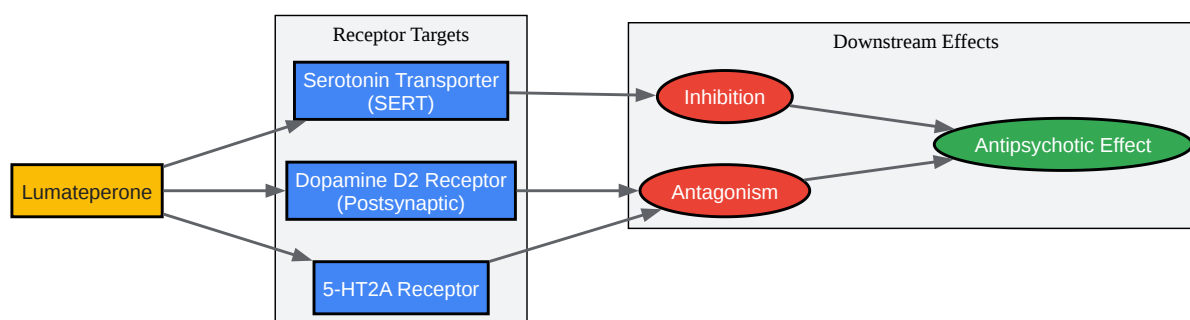 Receptor Targets
Downstream Effects
Serotonin Transporter
(SERT)
Inhibition
Antipsychotic Effect
Lumateperone
Dopamine D2 Receptor
(Postsynaptic)
Antagonism
5-HT2A Receptor